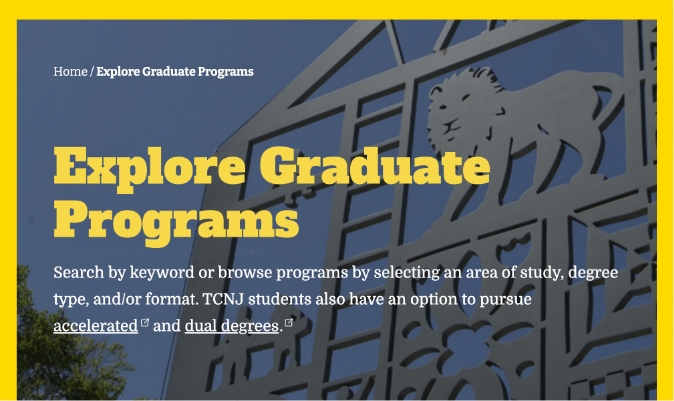 Home / Explore Graduate Programs
Explore Graduate
Programs
Search by keyword or browse programs by selecting an area of study, degree
type, and/or format. TCNJ students also have an option to pursue
accelerated and dual degrees.